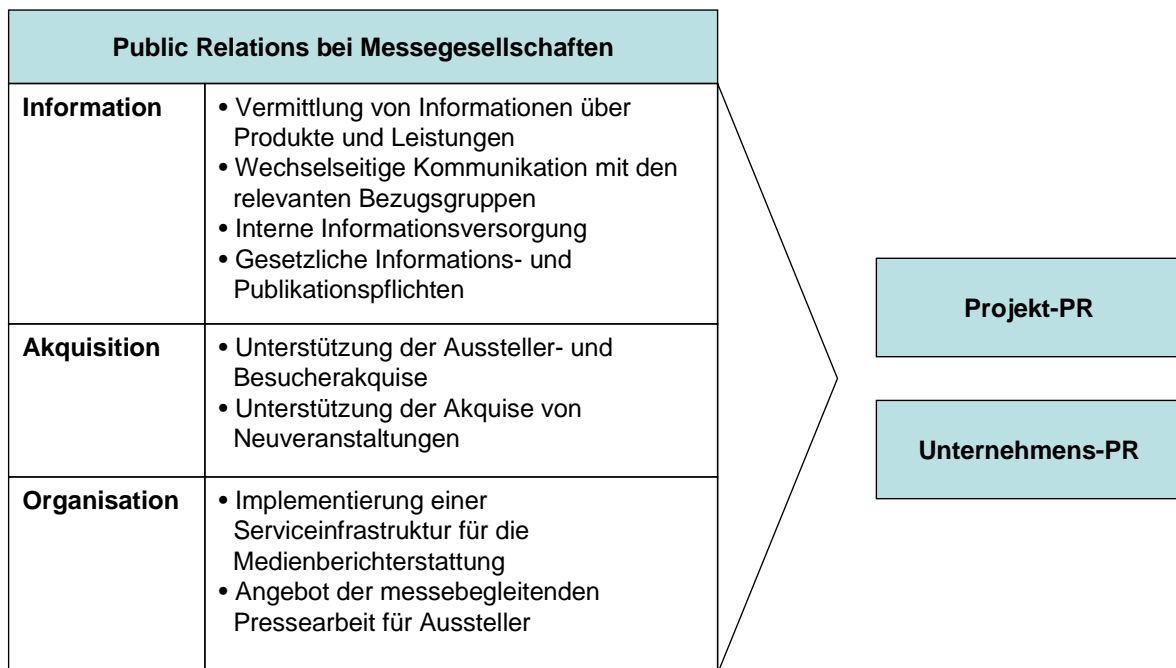 Public Relations bei Messegesellschaften
Information
• Vermittlung von Informationen über
Produkte und Leistungen
• Wechselseitige Kommunikation mit den
relevanten Bezugsgruppen
• Interne Informationsversorgung
• Gesetzliche Informations- und
Publikationspflichten
Akquisition
• Unterstützung der Aussteller- und
Besucherakquise
• Unterstützung der Akquise von
Neuveranstaltungen
Organisation
• Implementierung einer
Serviceinfrastruktur für die
Medienberichterstattung
• Angebot der messebegleitenden
Pressearbeit für Aussteller
Projekt-PR
Unternehmens-PR